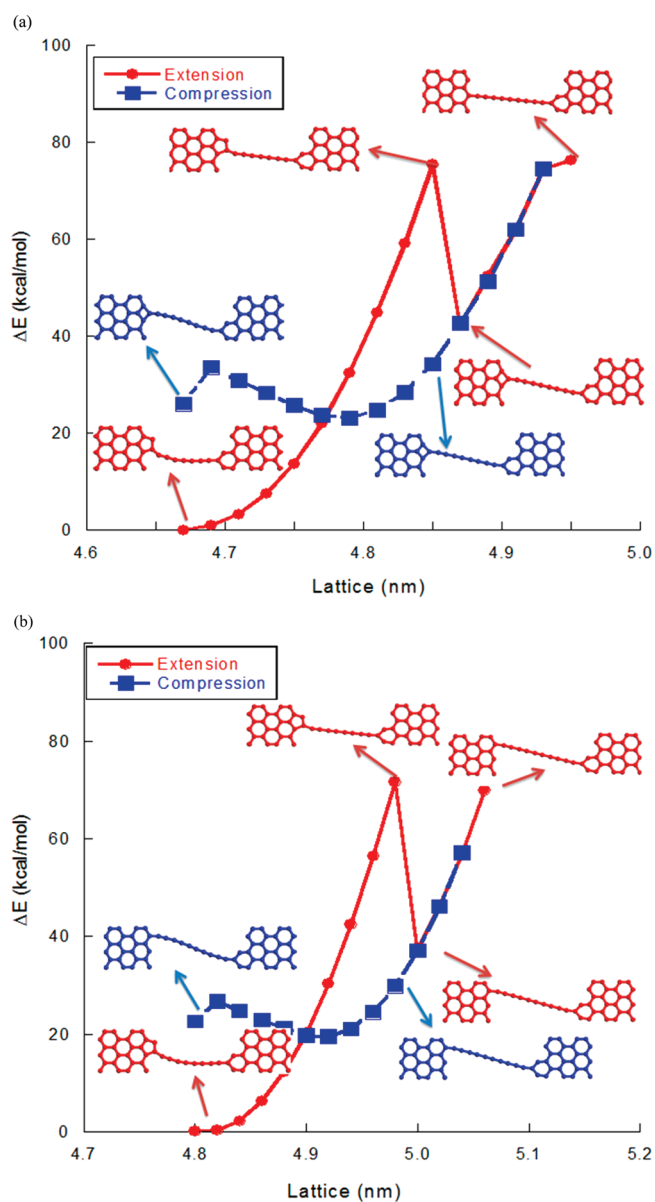 (a)
100
80
60
40
20
0
ΔE (kcal/mol)
Extension
Compression
4.6 4.7 4.8 4.9 5.0
Lattice (nm)
(b)
100
80
60
40
20
0
ΔE (kcal/mol)
Extension
Compression
4.7 4.8 4.9 5.0 5.1 5.2
Lattice (nm)